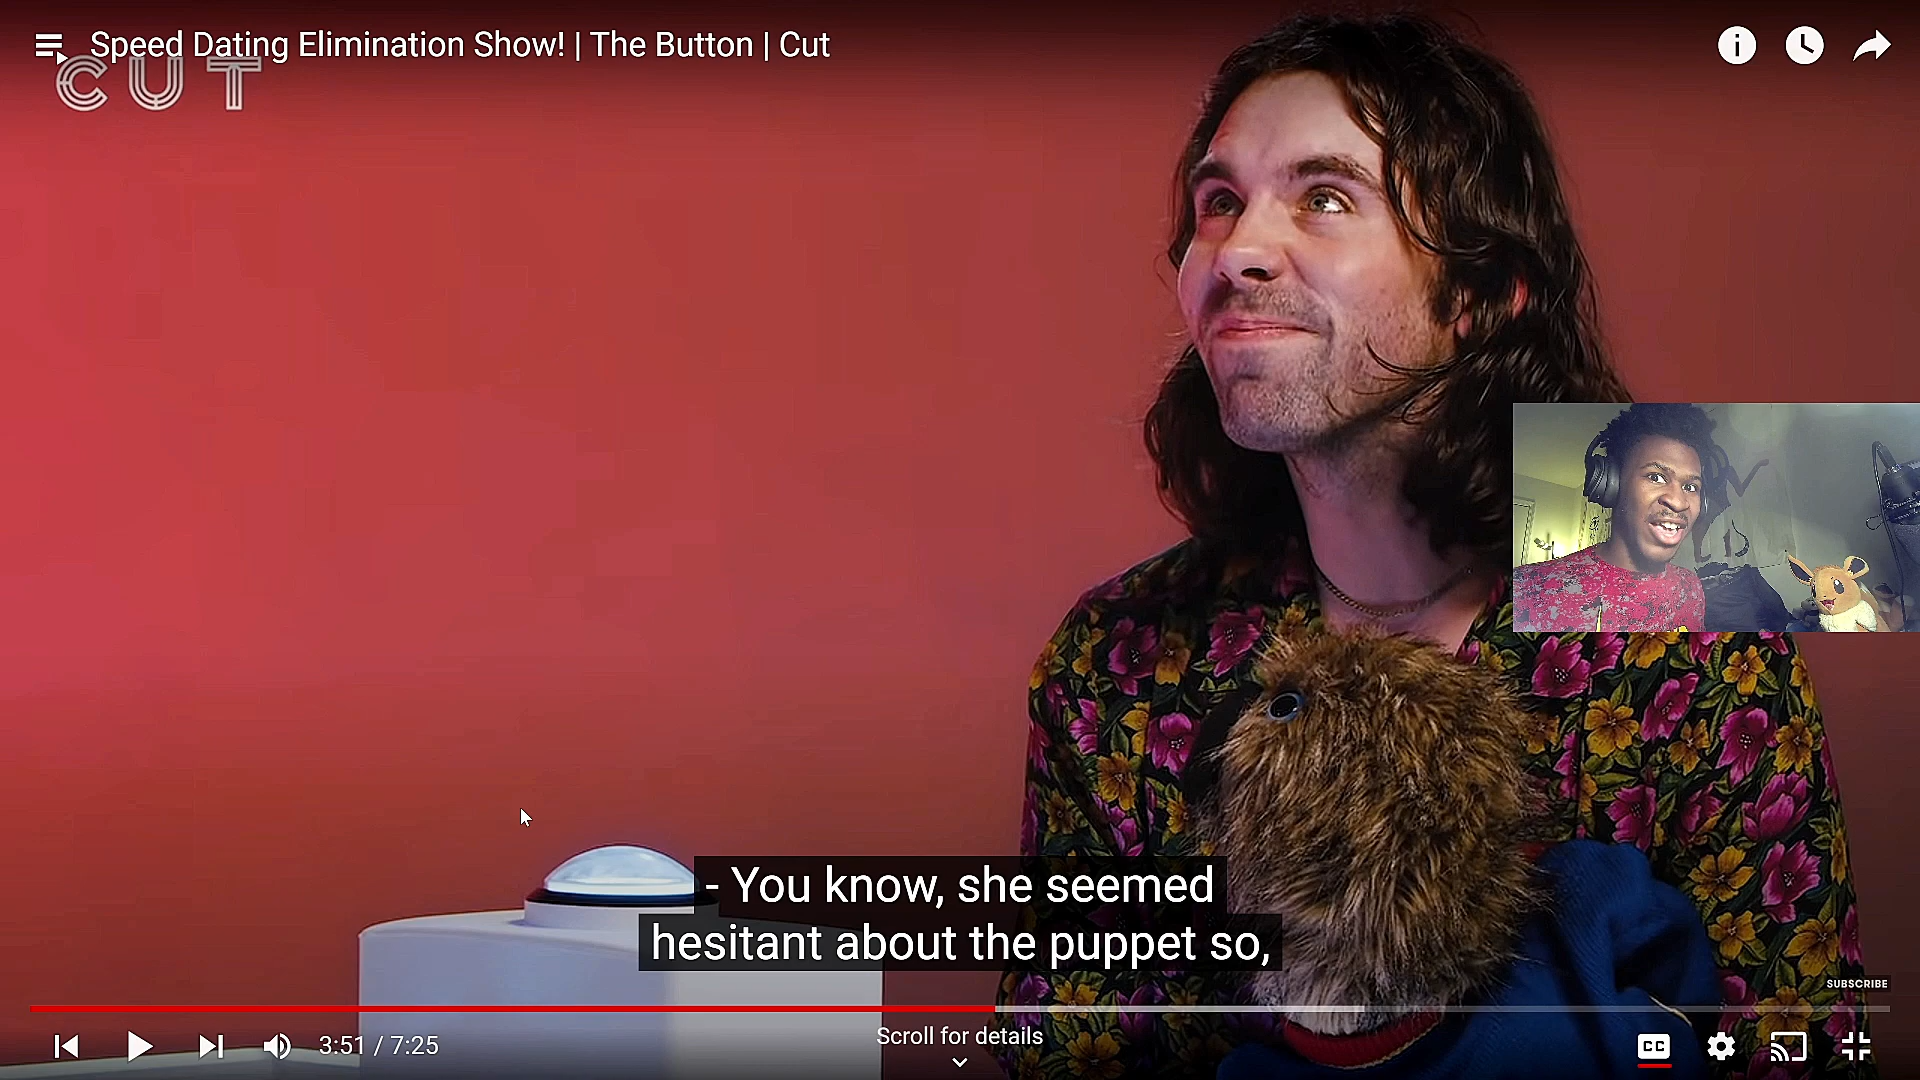 Speed Dating Elimination Show! | The Button | Cut
CUT
- You know, she seemed
hesitant about the puppet so,
SUBSCRIBE
3:51 / 7:25
Scroll for details
CC